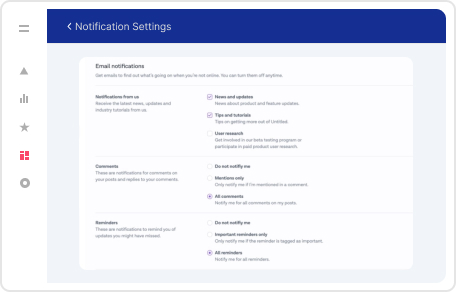 Notification Settings
Email notifications
Get emails to find out what's going on when you're not online. You can turn them off anytime.
Notifications from us
Receive the latest news, updates and
industry tutorials from us.
News and updates
News about product and feature updates.
Tips and tutorials
Tips on getting more out of Untitled.
User research
Get involved in our beta testing program or
participate in paid product user research.
Comments
These are notifications for comments on
your posts and replies to your comments.
Do not notify me
Mentions only
Only notify me if I'm mentioned in a comment.
All comments
Notify me for all comments on my posts.
Reminders
These are notifications to remind you of
updates you might have missed.
Do not notify me
Important reminders only
Only notify me if the reminder is tagged as important.
All reminders
Notify me for all reminders.